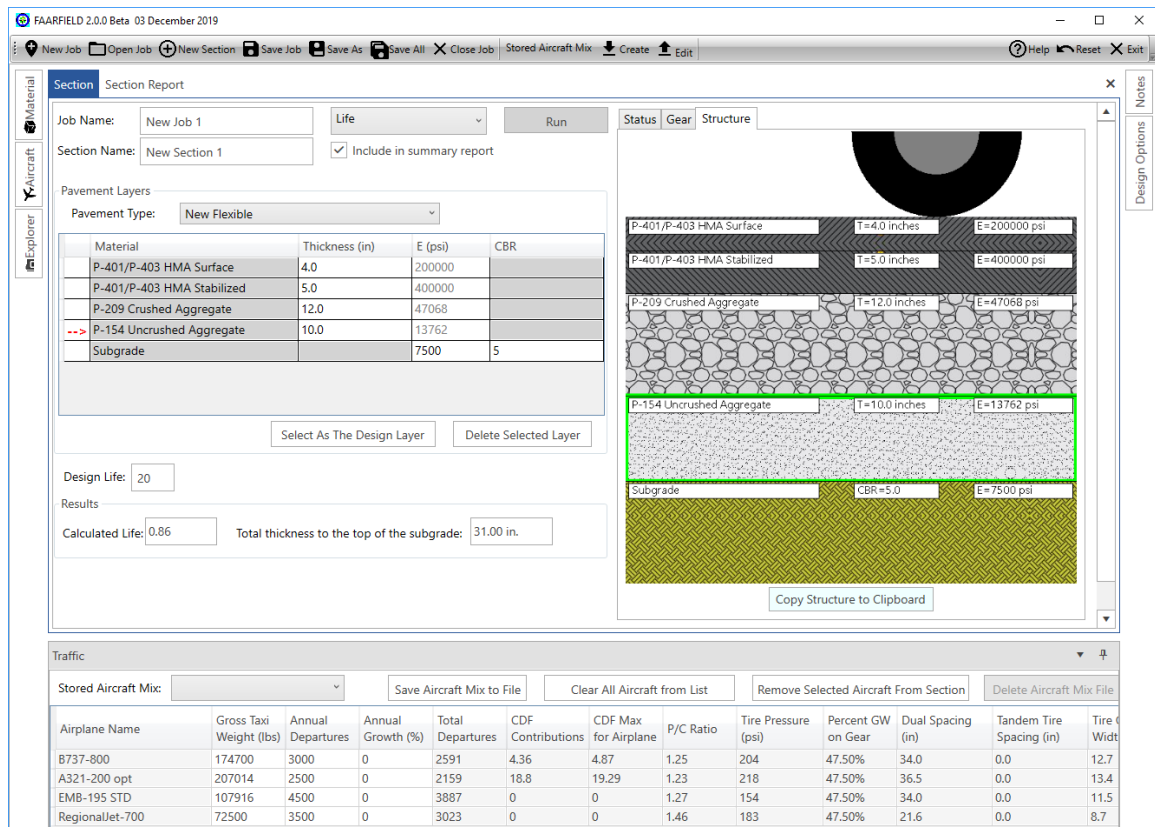 FAARFIELD 2.0.0 Beta 03 December 2019
New Job Open Job New Section Save Job Save As Save All Close Job Stored Aircraft Mix Create Edit Help Reset Exit
Material
Aircraft
Explorer
Section Section Report
Job Name: New Job 1 Life Run
Section Name: New Section 1 Include in summary report
Pavement Layers
Pavement Type: New Flexible
Material Thickness (in) E (psi) CBR
P-401/P-403 HMA Surface 4.0 200000
P-401/P-403 HMA Stabilized 5.0 400000
P-209 Crushed Aggregate 12.0 47068
--> P-154 Uncrushed Aggregate 10.0 13762
Subgrade 7500 5
Select As The Design Layer Delete Selected Layer
Design Life: 20
Results
Calculated Life: 0.86 Total thickness to the top of the subgrade: 31.00 in.
Status Gear Structure
P-401/P-403 HMA Surface T=4.0 inches E=200000 psi
P-401/P-403 HMA Stabilized T=5.0 inches E=400000 psi
P-209 Crushed Aggregate T=12.0 inches E=47068 psi
P-154 Uncrushed Aggregate T=10.0 inches E=13762 psi
Subgrade CBR=5.0 E=7500 psi
Copy Structure to Clipboard
Notes
Design Options
Traffic
Stored Aircraft Mix: Save Aircraft Mix to File Clear All Aircraft from List Remove Selected Aircraft From Section Delete Aircraft Mix File
Airplane Name Gross Taxi Weight (lbs) Annual Departures Annual Growth (%) Total Departures CDF Contributions CDF Max for Airplane P/C Ratio Tire Pressure (psi) Percent GW on Gear Dual Spacing (in) Tandem Tire Spacing (in) Tire
B737-800 174700 3000 0 2591 4.36 4.87 1.25 204 47.50% 34.0 0.0 12.7
A321-200 opt 207014 2500 0 2159 18.8 19.29 1.23 218 47.50% 36.5 0.0 13.4
EMB-195 STD 107916 4500 0 3887 0 0 1.27 154 47.50% 34.0 0.0 11.5
RegionalJet-700 72500 3500 0 3023 0 0 1.46 183 47.50% 21.6 0.0 8.7